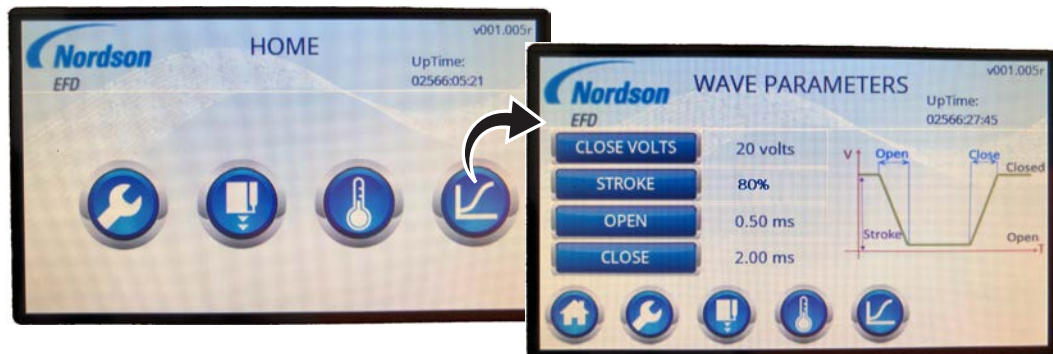 Nordson
EFD
HOME
v001.005r
UpTime:
02566:05:21
Nordson
EFD
WAVE PARAMETERS
v001.005r
UpTime:
02566:27:45
CLOSE VOLTS 20 volts
STROKE 80%
OPEN 0.50 ms
CLOSE 2.00 ms
V Open Close
Closed
Stroke
Open
T